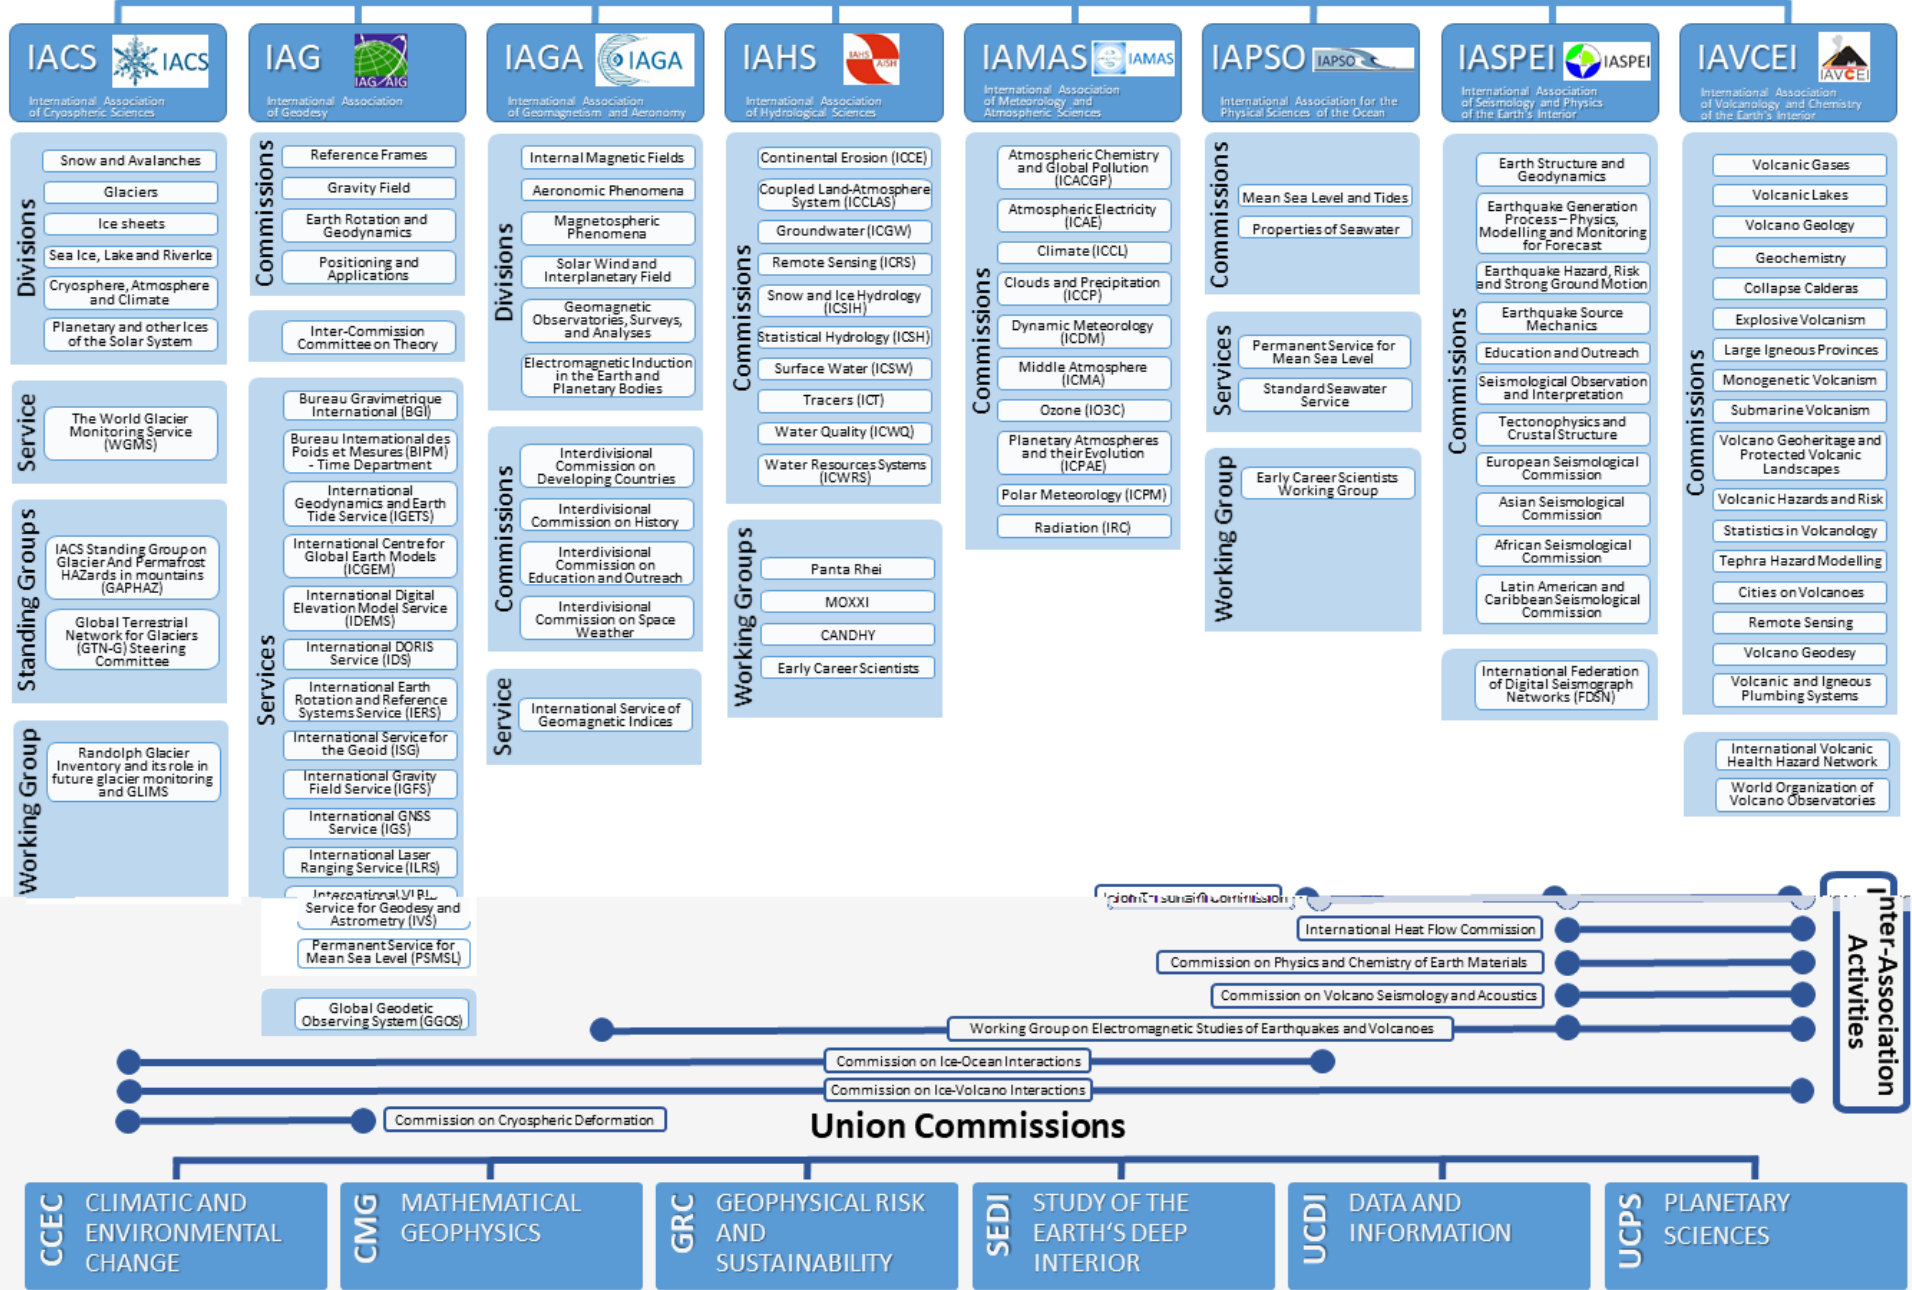 IACS
IACS
International Association
of Cryospheric Sciences
Divisions
Snow and Avalanches
Glaciers
Ice sheets
Sea Ice, Lake and RiverIce
Cryosphere, Atmosphere
and Climate
Planetary and other Ices
of the Solar System
Service
The World Glacier
Monitoring Service
(WGMS)
Standing Groups
IACS Standing Group on
Glacier And Permafrost
HAZards in mountains
(GAPHAZ)
Global Terrestrial
Network for Glaciers
(GTN-G) Steering
Committee
Working Group
Randolph Glacier
Inventory and its role in
future glacier monitoring
and GLIMS
IAG
IAG AIG
International Association
of Geodesy
Commissions
Reference Frames
Gravity Field
Earth Rotation and
Geodynamics
Positioning and
Applications
Inter-Commission
Committee on Theory
Services
Bureau Gravimetrique
International (BGI)
Bureau International des
Poids et Mesures (BIPM)
- Time Department
International
Geodynamics and Earth
Tide Service (IGETS)
International Centre for
Global Earth Models
(ICGEM)
International Digital
Elevation Model Service
(IDEMS)
International DORIS
Service (IDS)
International Earth
Rotation and Reference
Systems Service (IERS)
International Service for
the Geoid (ISG)
International Gravity
Field Service (IGFS)
International GNSS
Service (IGS)
International Laser
Ranging Service (ILRS)
International VLBI
Service for Geodesy and
Astrometry (IVS)
Permanent Service for
Mean Sea Level (PSMSL)
Global Geodetic
Observing System (GGOS)
IAGA
IAGA
International Association
of Geomagnetism and Aeronomy
Divisions
Internal Magnetic Fields
Aeronomic Phenomena
Magnetospheric
Phenomena
Solar Wind and
Interplanetary Field
Geomagnetic
Observatories, Surveys,
and Analyses
Electromagnetic Induction
in the Earth and
Planetary Bodies
Commissions
Interdivisional
Commission on
Developing Countries
Interdivisional
Commission on History
Interdivisional
Commission on
Education and Outreach
Interdivisional
Commission on Space
Weather
Service
International Service of
Geomagnetic Indices
IAHS
IAHS
AISH
International Association
of Hydrological Sciences
Commissions
Continental Erosion (ICCE)
Coupled Land-Atmosphere
System (ICCLAS)
Groundwater (ICGW)
Remote Sensing (ICRS)
Snow and Ice Hydrology
(ICSIH)
Statistical Hydrology (ICSH)
Surface Water (ICSW)
Tracers (ICT)
Water Quality (ICWQ)
Water Resources Systems
(ICWRS)
Working Groups
Panta Rhei
MOXXI
CANDHY
Early Career Scientists
IAMAS
IAMAS
International Association
of Meteorology and
Atmospheric Sciences
Commissions
Atmospheric Chemistry
and Global Pollution
(ICACGP)
Atmospheric Electricity
(ICAE)
Climate (ICCL)
Clouds and Precipitation
(ICCP)
Dynamic Meteorology
(ICDM)
Middle Atmosphere
(ICMA)
Ozone (IO3C)
Planetary Atmospheres
and their Evolution
(ICPAE)
Polar Meteorology (ICPM)
Radiation (IRC)
IAPSO
IAPSO
International Association for the
Physical Sciences of the Ocean
Commissions
Mean Sea Level and Tides
Properties of Seawater
Services
Permanent Service for
Mean Sea Level
Standard Seawater
Service
Working Group
Early Career Scientists
Working Group
IASPEI
IASPEI
International Association
of Seismology and Physics
of the Earth's Interior
Commissions
Earth Structure and
Geodynamics
Earthquake Generation
Process – Physics,
Modelling and Monitoring
for Forecast
Earthquake Hazard, Risk
and Strong Ground Motion
Earthquake Source
Mechanics
Education and Outreach
Seismological Observation
and Interpretation
Tectonophysics and
Crustal Structure
European Seismological
Commission
Asian Seismological
Commission
African Seismological
Commission
Latin American and
Caribbean Seismological
Commission
International Federation
of Digital Seismograph
Networks (FDSN)
IAVCEI
IAVCEI
International Association
of Volcanology and Chemistry
of the Earth's Interior
Commissions
Volcanic Gases
Volcanic Lakes
Volcano Geology
Geochemistry
Collapse Calderas
Explosive Volcanism
Large Igneous Provinces
Monogenetic Volcanism
Submarine Volcanism
Volcano Geoheritage and
Protected Volcanic
Landscapes
Volcanic Hazards and Risk
Statistics in Volcanology
Tephra Hazard Modelling
Cities on Volcanoes
Remote Sensing
Volcano Geodesy
Volcanic and Igneous
Plumbing Systems
International Volcanic
Health Hazard Network
World Organization of
Volcano Observatories
Inter-Association
Activities
Joint Tsunami Commission
International Heat Flow Commission
Commission on Physics and Chemistry of Earth Materials
Commission on Volcano Seismology and Acoustics
Working Group on Electromagnetic Studies of Earthquakes and Volcanoes
Commission on Ice-Ocean Interactions
Commission on Ice-Volcano Interactions
Commission on Cryospheric Deformation
Union Commissions
CCEC
CLIMATIC AND
ENVIRONMENTAL
CHANGE
CMG
MATHEMATICAL
GEOPHYSICS
GRC
GEOPHYSICAL RISK
AND
SUSTAINABILITY
SEDI
STUDY OF THE
EARTH'S DEEP
INTERIOR
UCDI
DATA AND
INFORMATION
UCPS
PLANETARY
SCIENCES